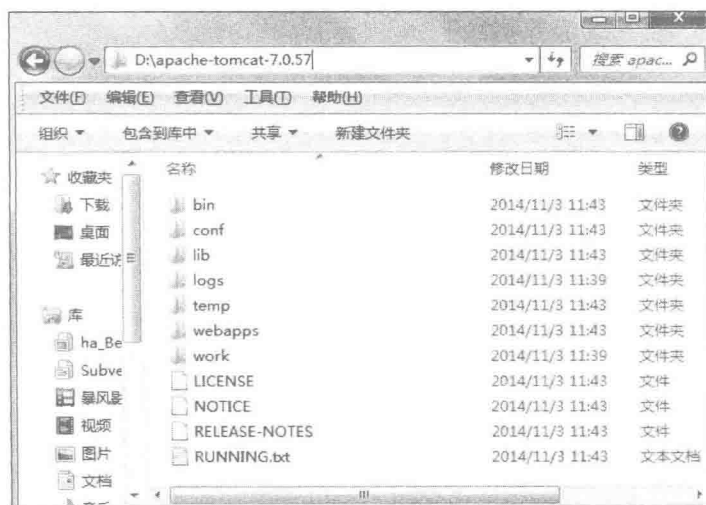 D:\apache-tomcat-7.0.57
搜索 apac...
文件(F) 编辑(E) 查看(V) 工具(T) 帮助(H)
组织 包含到库中 共享 新建文件夹
名称 修改日期 类型
收藏夹
下载
桌面
最近访
库
ha_Be
Subve
暴风影
视频
图片
文档
bin 2014/11/3 11:43 文件夹
conf 2014/11/3 11:43 文件夹
lib 2014/11/3 11:43 文件夹
logs 2014/11/3 11:39 文件夹
temp 2014/11/3 11:43 文件夹
webapps 2014/11/3 11:43 文件夹
work 2014/11/3 11:39 文件夹
LICENSE 2014/11/3 11:43 文件
NOTICE 2014/11/3 11:43 文件
RELEASE-NOTES 2014/11/3 11:43 文件
RUNNING.txt 2014/11/3 11:43 文本文档